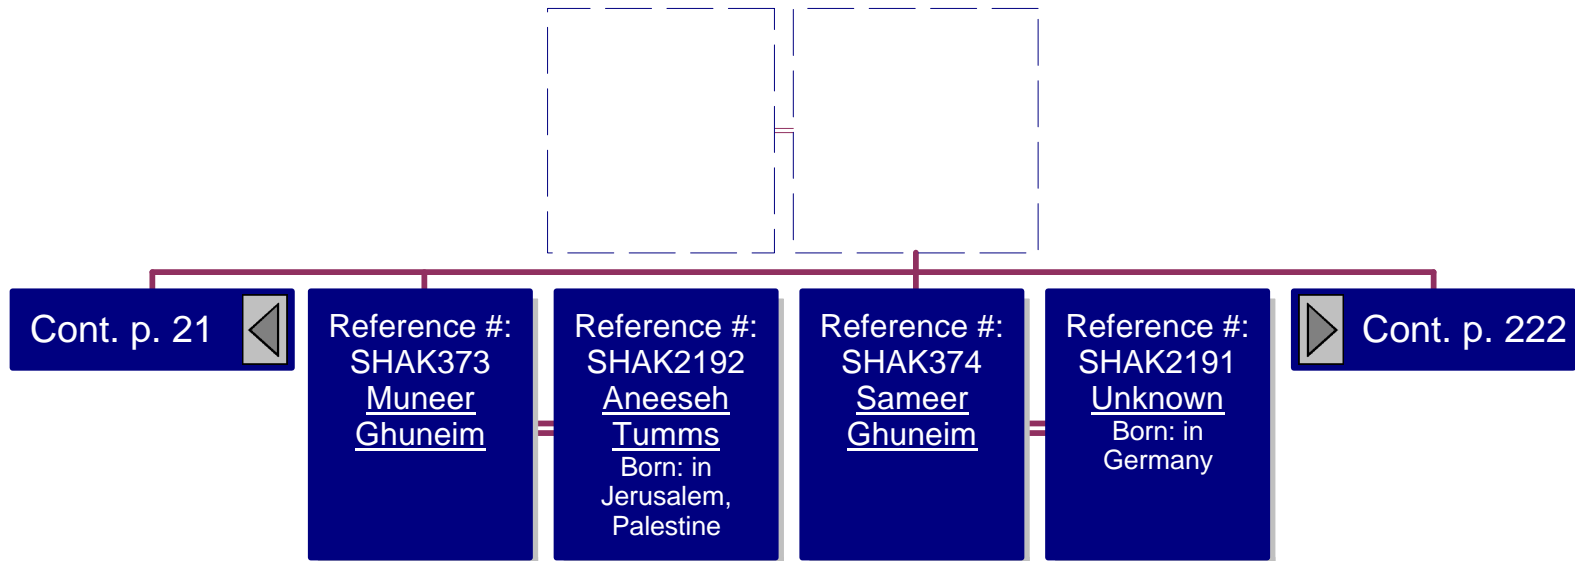 Cont. p. 21
Reference #:
SHAK373
Muneer
Ghuneim
Reference #:
SHAK2192
Aneeseh
Tumms
Born: in
Jerusalem,
Palestine
Reference #:
SHAK374
Sameer
Ghuneim
Reference #:
SHAK2191
Unknown
Born: in
Germany
Cont. p. 222